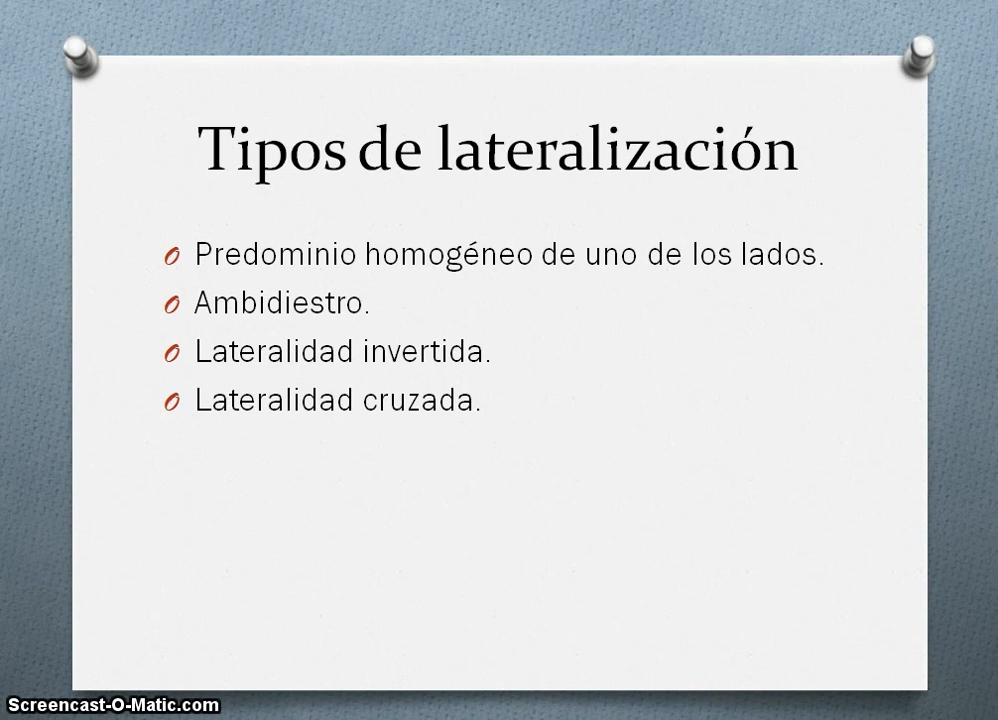 Tipos de lateralización
Predominio homogéneo de uno de los lados.
Ambidiestro.
Lateralidad invertida.
Lateralidad cruzada.
Screencast-O-Matic.com